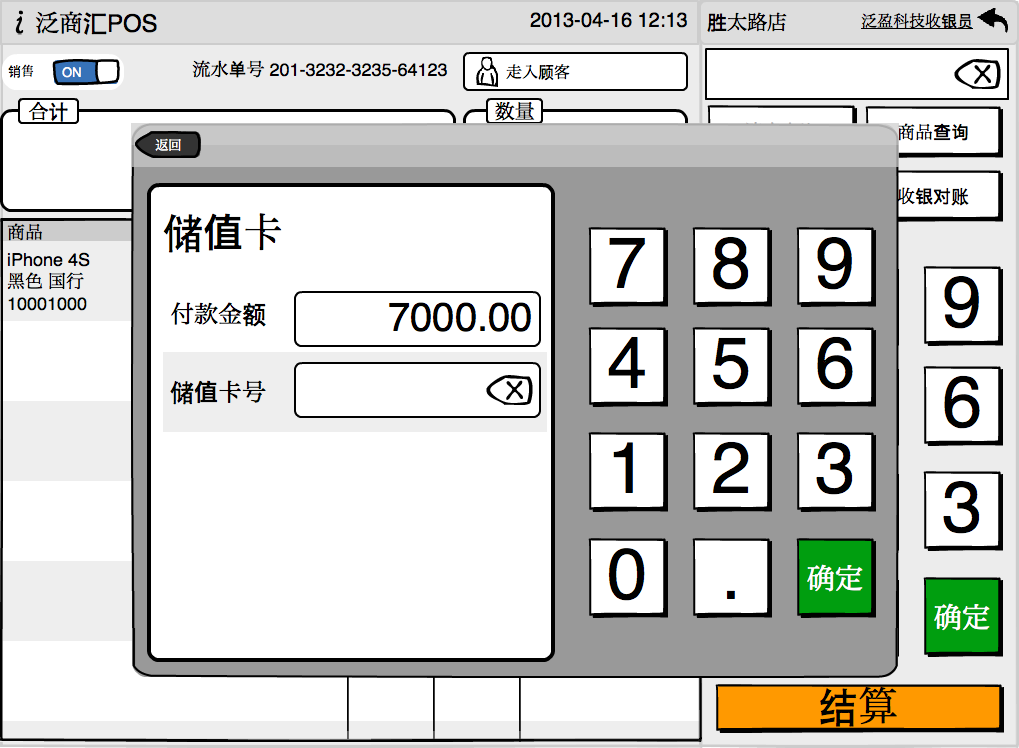 i 泛商汇POS
2013-04-16 12:13
胜太路店
泛盈科技收银员
销售
ON
流水单号 201-3232-3235-64123
走入顾客
合计
数量
商品查询
收银对账
商品
iPhone 4S
黑色 国行
10001000
返回
储值卡
付款金额
7000.00
储值卡号
7 8 9
4 5 6
1 2 3
0 . 确定
9
6
3
确定
结算